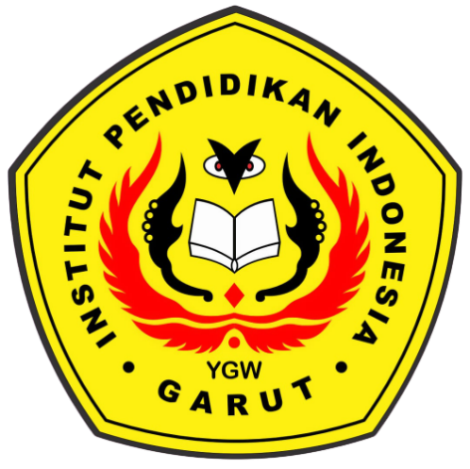 INSTITUT PENDIDIKAN INDONESIA
YGW
• GARUT •